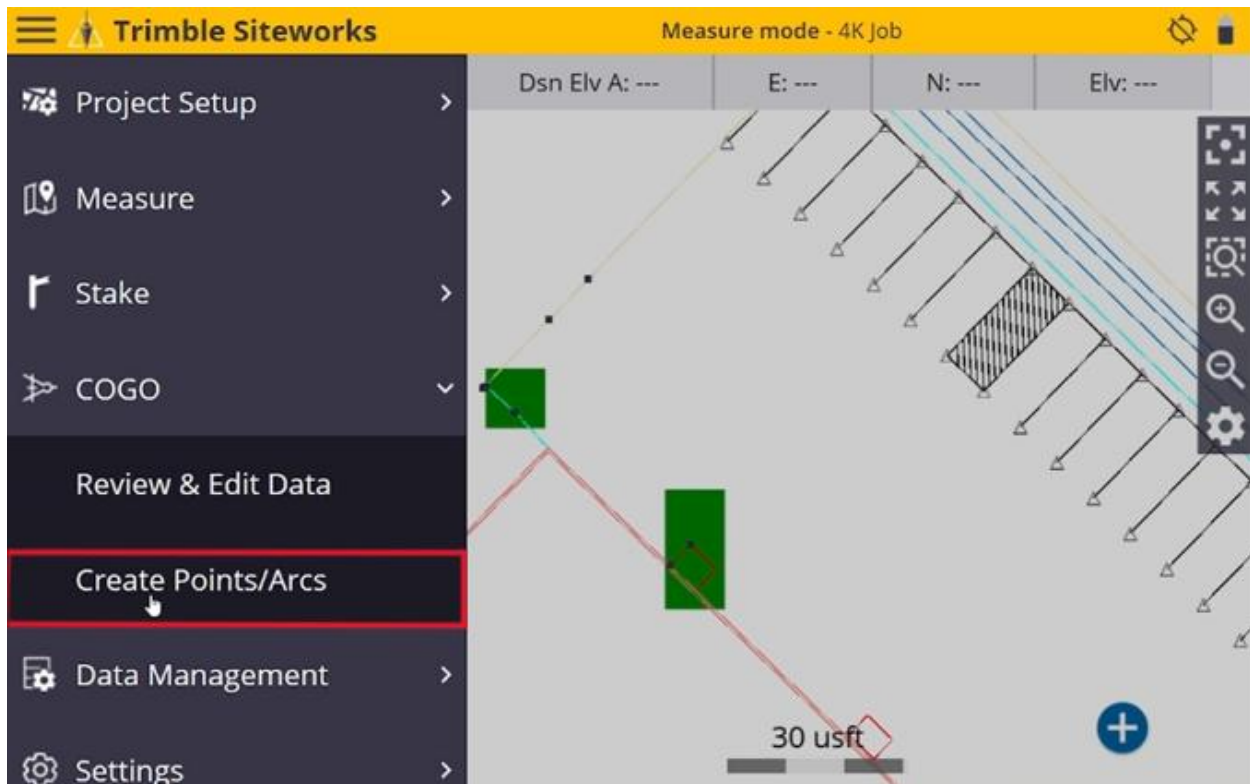 Trimble Siteworks
Measure mode - 4K Job
Dsn Elv A: ---
E: ---
N: ---
Elv: ---
Project Setup
Measure
Stake
COGO
Review & Edit Data
Create Points/Arcs
Data Management
Settings
30 usft